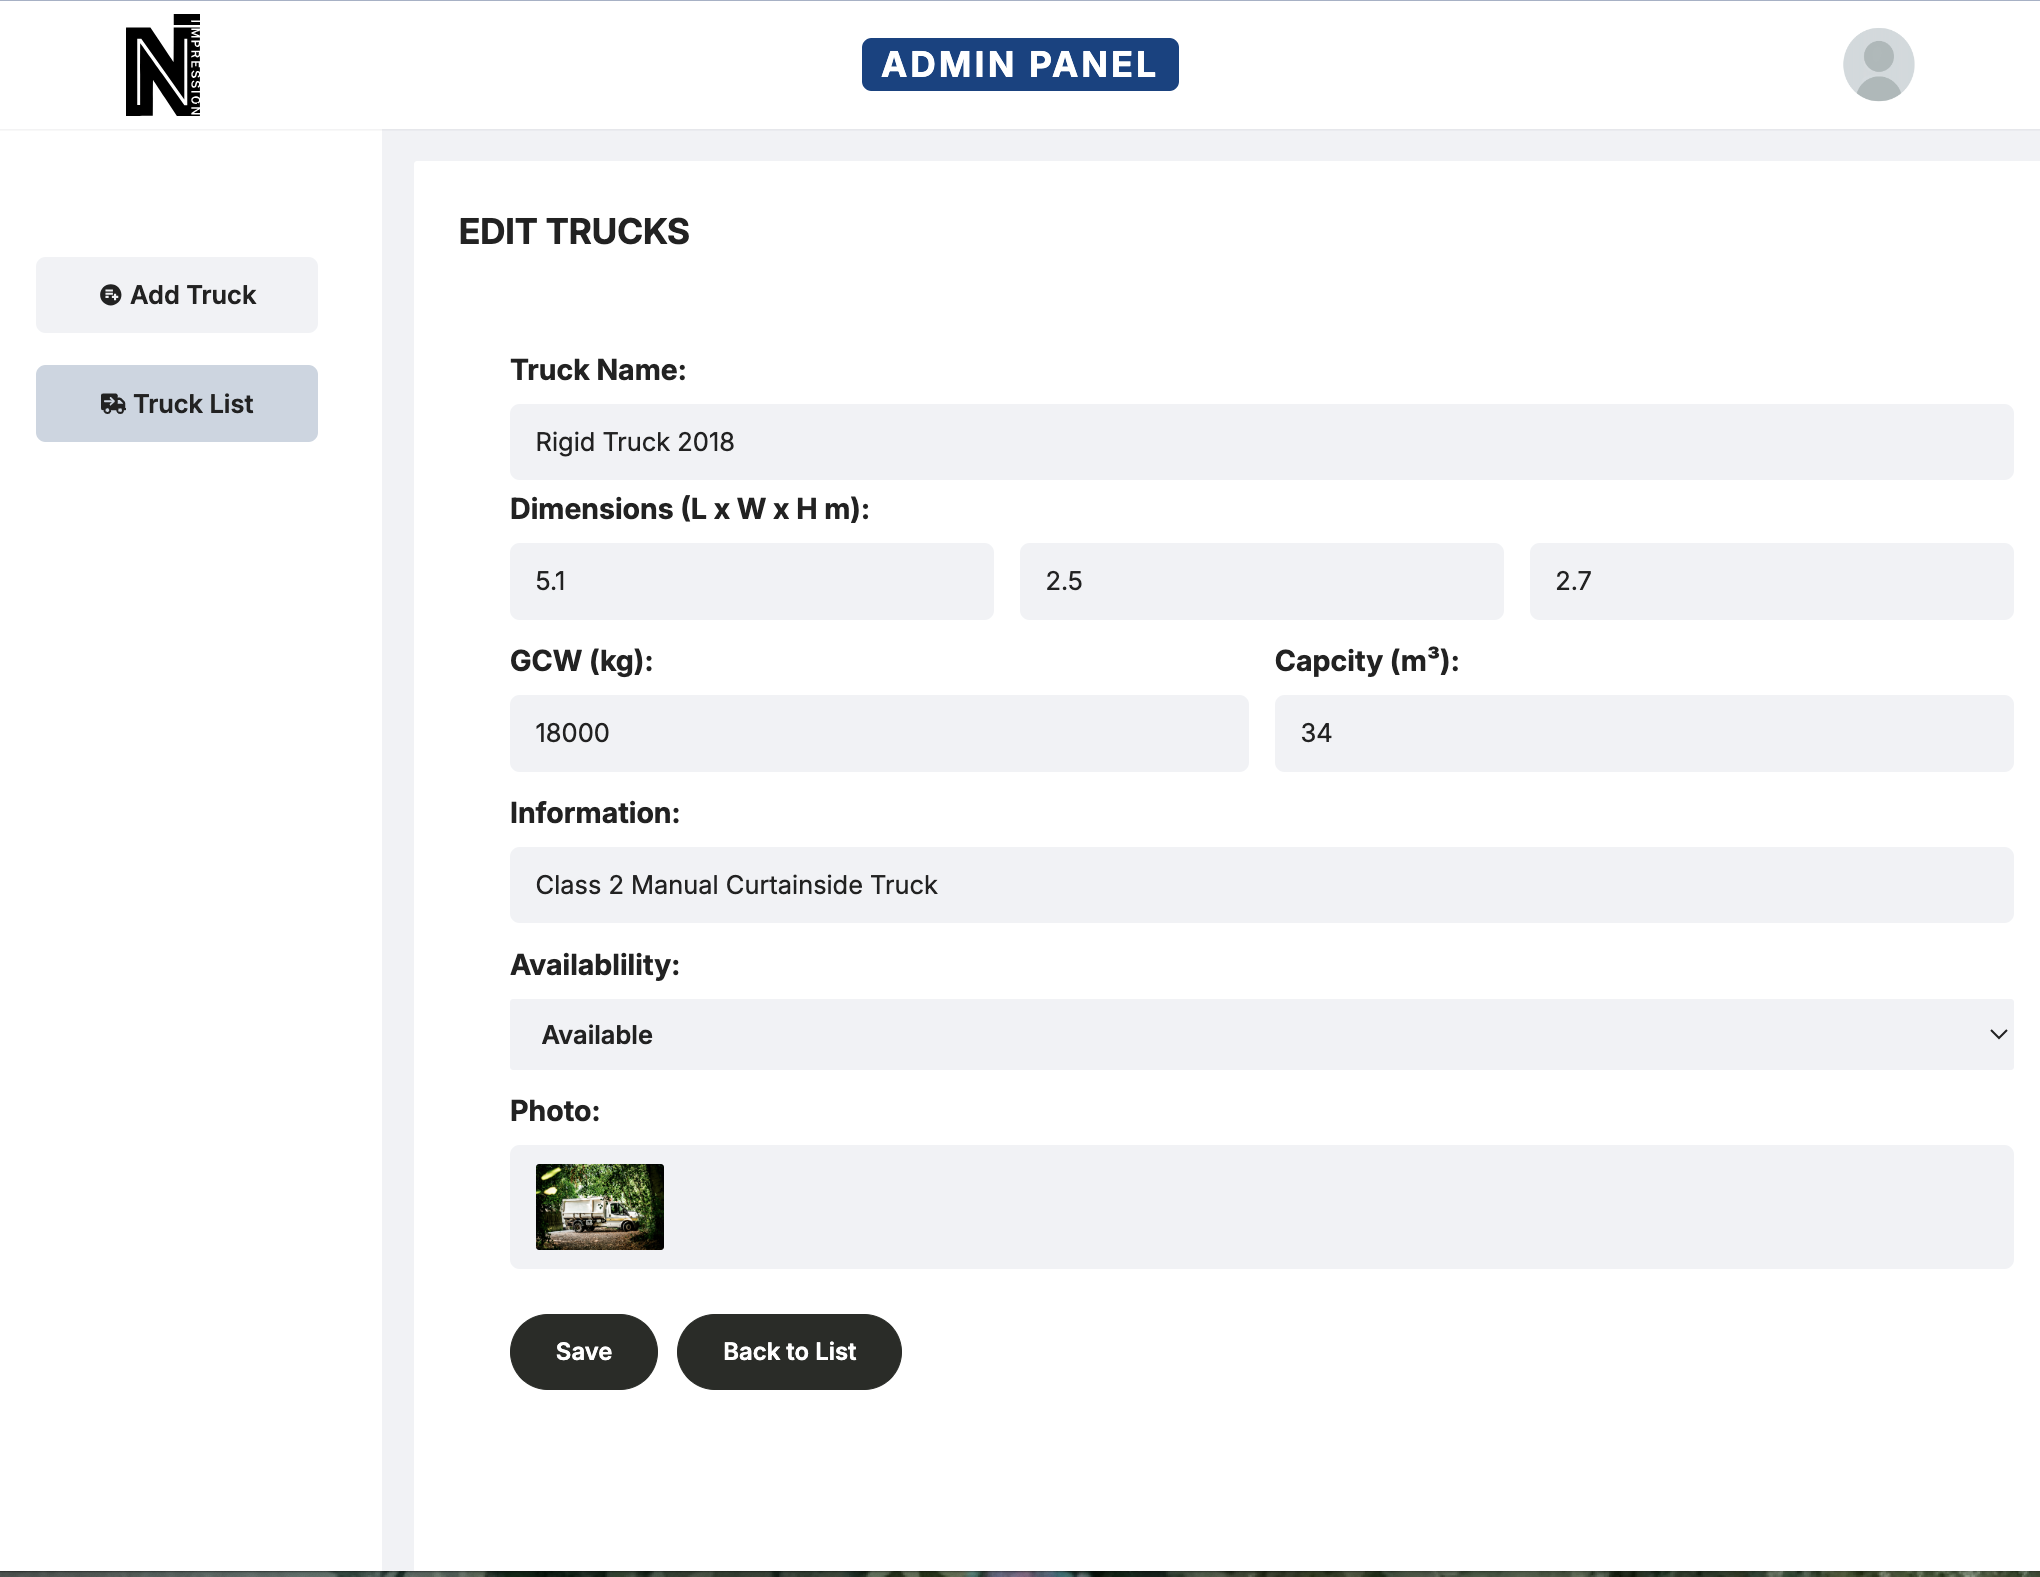 N IMPRESSION
ADMIN PANEL
Add Truck
Truck List
EDIT TRUCKS
Truck Name:
Rigid Truck 2018
Dimensions (L x W x H m):
5.1 2.5 2.7
GCW (kg): Capcity (m³):
18000 34
Information:
Class 2 Manual Curtainside Truck
Availablility:
Available
Photo:
Save Back to List